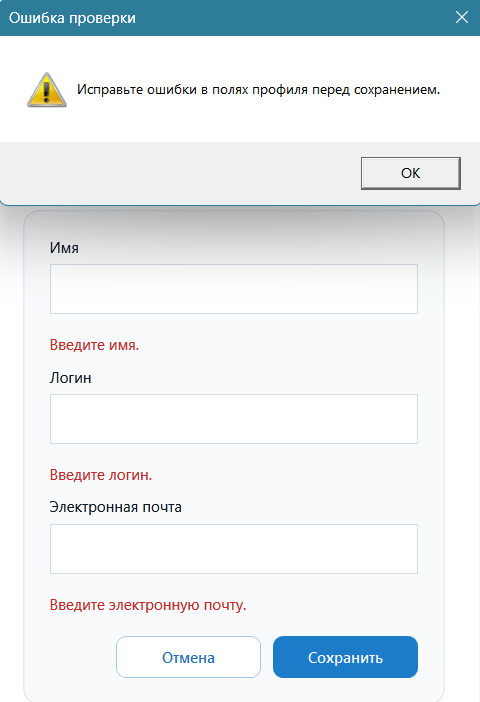 Ошибка проверки
Исправьте ошибки в полях профиля перед сохранением.
OK
Имя
Введите имя.
Логин
Введите логин.
Электронная почта
Введите электронную почту.
Отмена
Сохранить